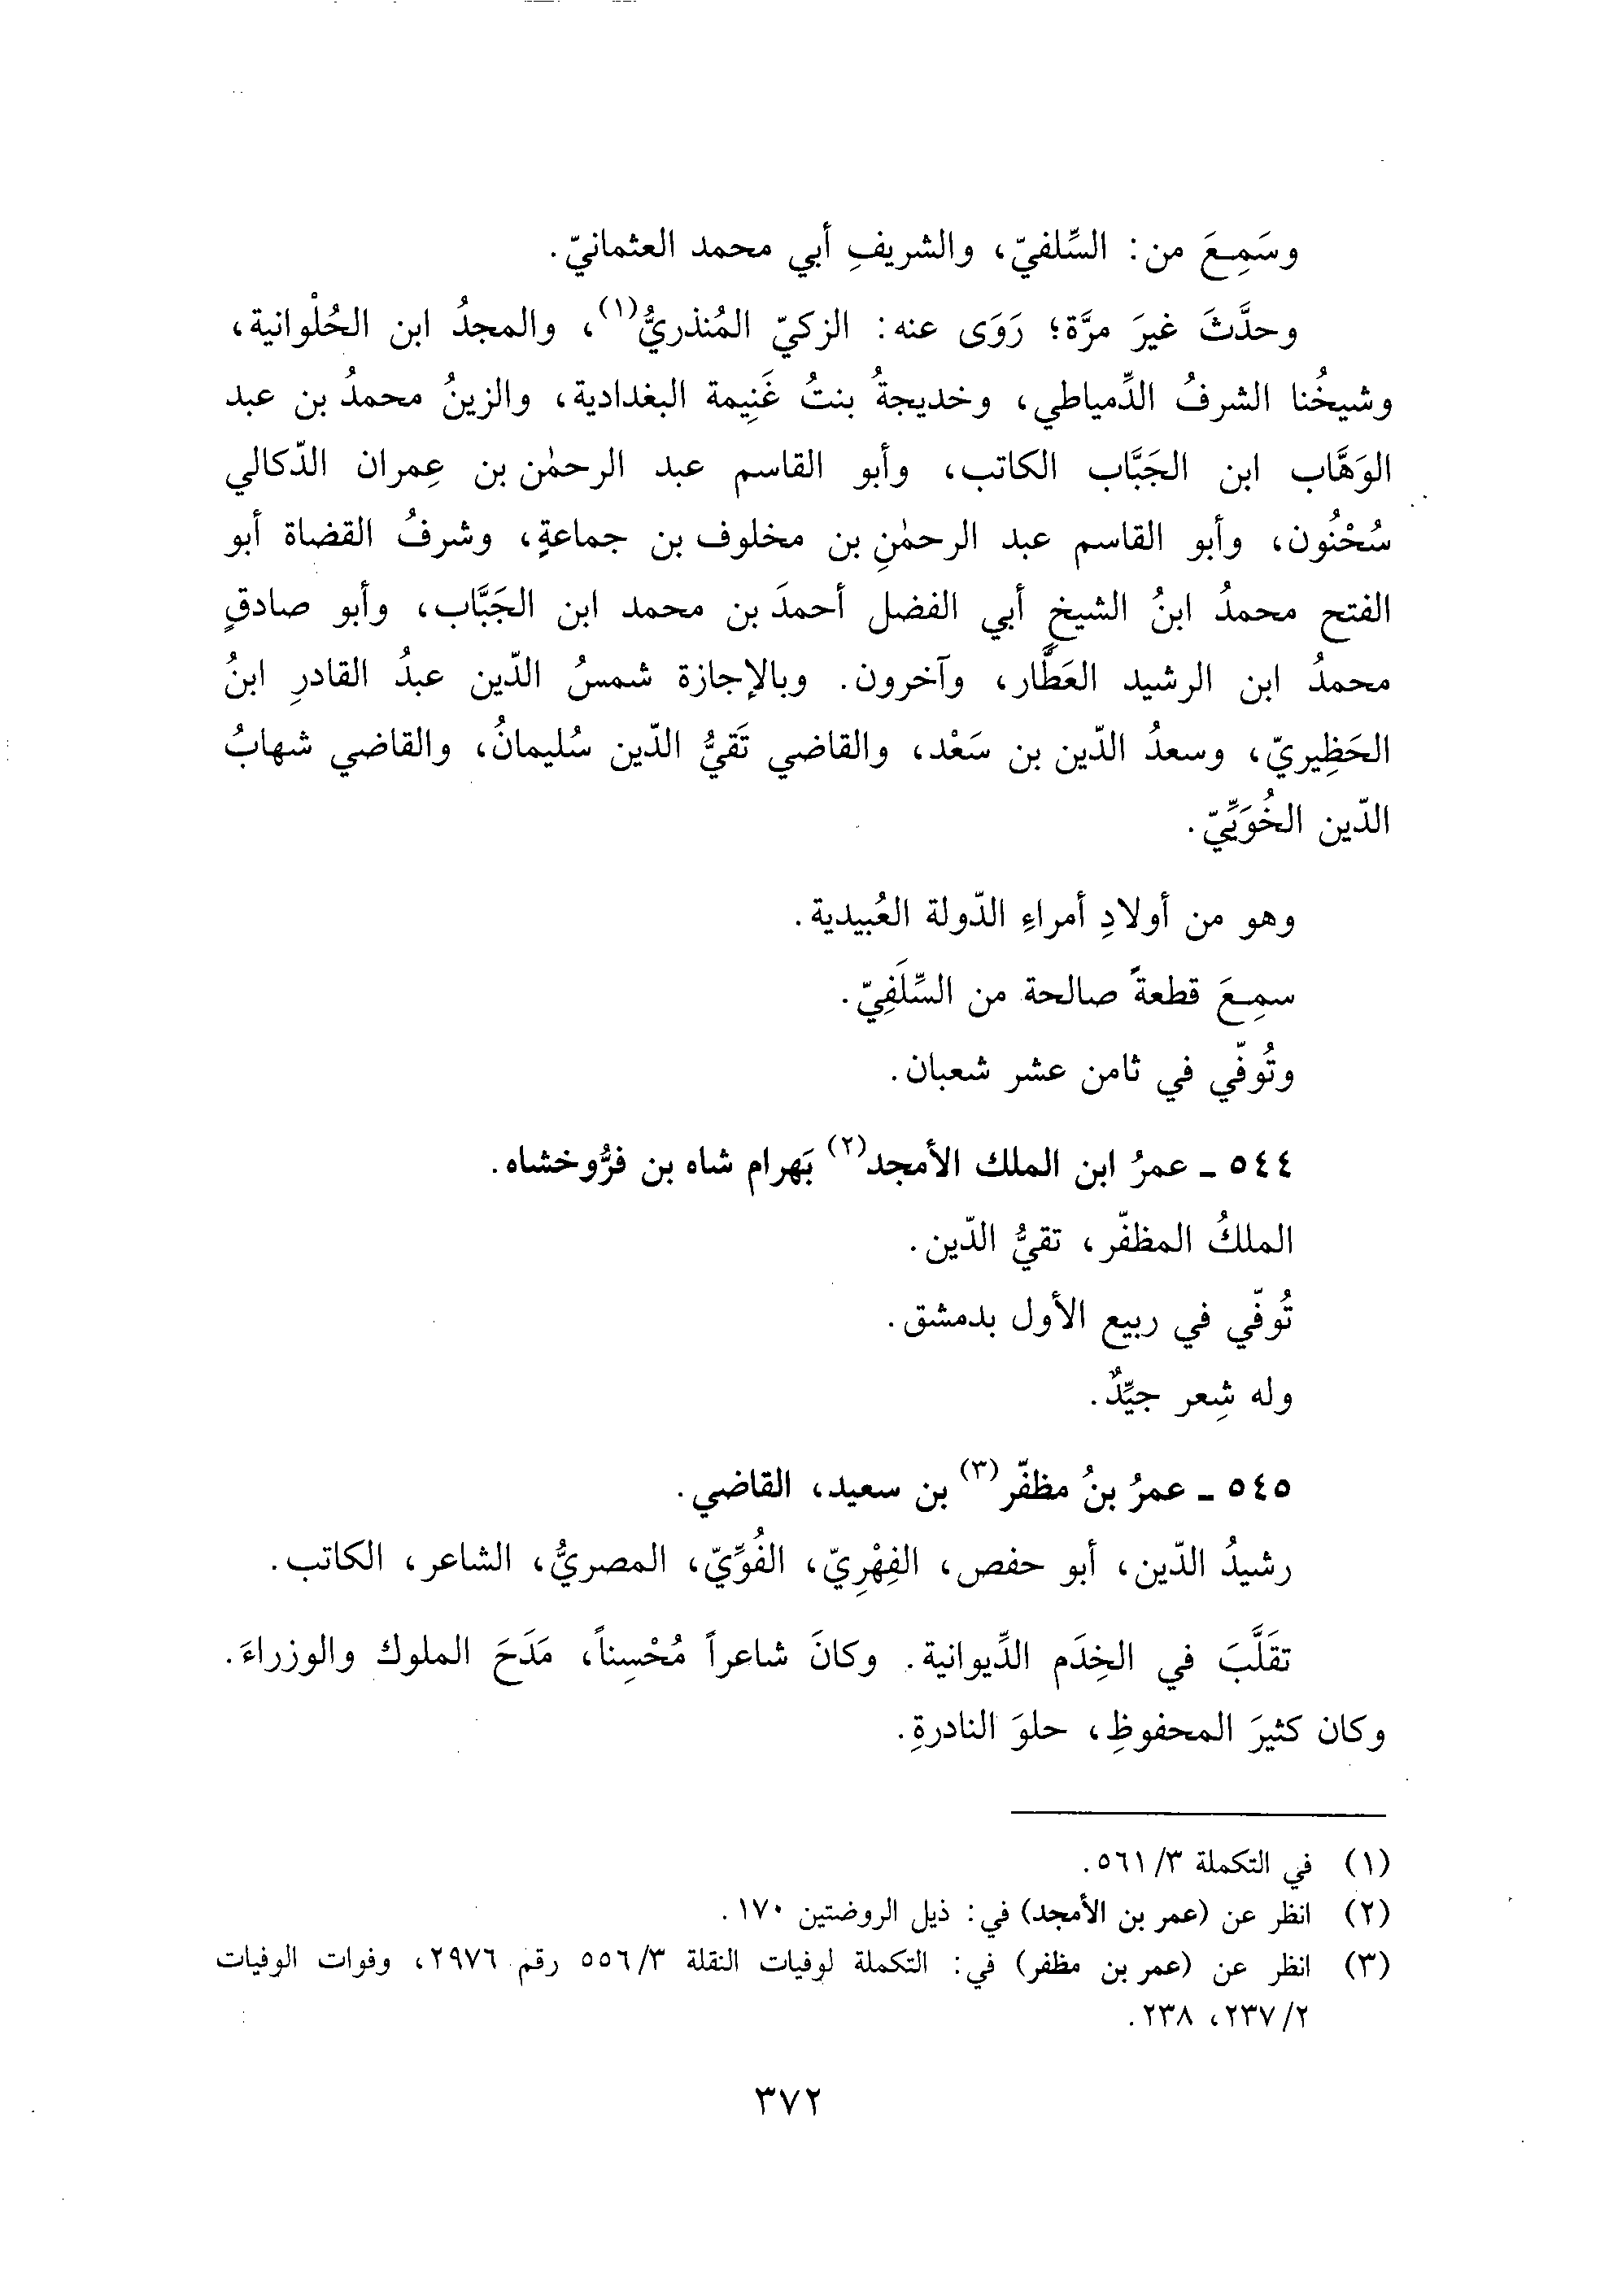 وسَمِعَ من: السِّلفيّ، والشريفِ أبي محمد العثمانيّ.
وحدَّثَ غيرَ مرَّة؛ رَوَى عنه: الزكيّ المُنذريُّ(١)، والمجدُ ابن الحُلْوانية،
وشيخُنا الشرفُ الدِّمياطي، وخديجةُ بنتُ غَنِيمة البغدادية، والزينُ محمدُ بن عبد
الوَهَّاب ابن الجَبَّاب الكاتب، وأبو القاسم عبد الرحمٰن بن عِمران الدّكالي
سُحْنُون، وأبو القاسم عبد الرحمٰنِ بن مخلوف بن جماعةٍ، وشرفُ القضاة أبو
الفتح محمدُ ابنُ الشيخِ أبي الفضل أحمدَ بن محمد ابن الجَبَّاب، وأبو صادقٍ
محمدُ ابن الرشيد العَطَّار، وآخرون. وبالإجازة شمسُ الدّين عبدُ القادرِ ابنُ
الحَظِيريّ، وسعدُ الدّين بن سَعْد، والقاضي تَقيُّ الدّين سُليمانُ، والقاضي شهابُ
الدّين الخُوَيِّيّ.
وهو من أولادِ أمراءِ الدّولة العُبيدية.
سمِعَ قطعةً صالحة من السِّلَفِيّ.
وتُوفّي في ثامن عشر شعبان.
٥٤٤ ـ عمرُ ابن الملك الأمجد(٢) بَهرام شاه بن فرُّوخشاه.
الملكُ المظفّر، تقيُّ الدّين.
تُوفّي في ربيع الأول بدمشق.
وله شِعر جيِّدٌ.
٥٤٥ ـ عمرُ بنُ مظفّر(٣) بن سعيد، القاضي.
رشيدُ الدّين، أبو حفص، الفِهْرِيّ، الفُوِّيّ، المصريُّ، الشاعر، الكاتب.
تقَلَّبَ في الخِدَم الدِّيوانية. وكانَ شاعراً مُحْسِناً، مَدَحَ الملوك والوزراءَ.
وكان كثيرَ المحفوظِ، حلوَ النادرةِ.
(١) في التكملة ٣/ ٥٦١.
(٢) انظر عن (عمر بن الأمجد) في: ذيل الروضتين ١٧٠.
(٣) انظر عن (عمر بن مظفر) في: التكملة لوفيات النقلة ٣/ ٥٥٦ رقم ٢٩٧٦، وفوات الوفيات
٢/ ٢٣٧، ٢٣٨.
٣٧٢